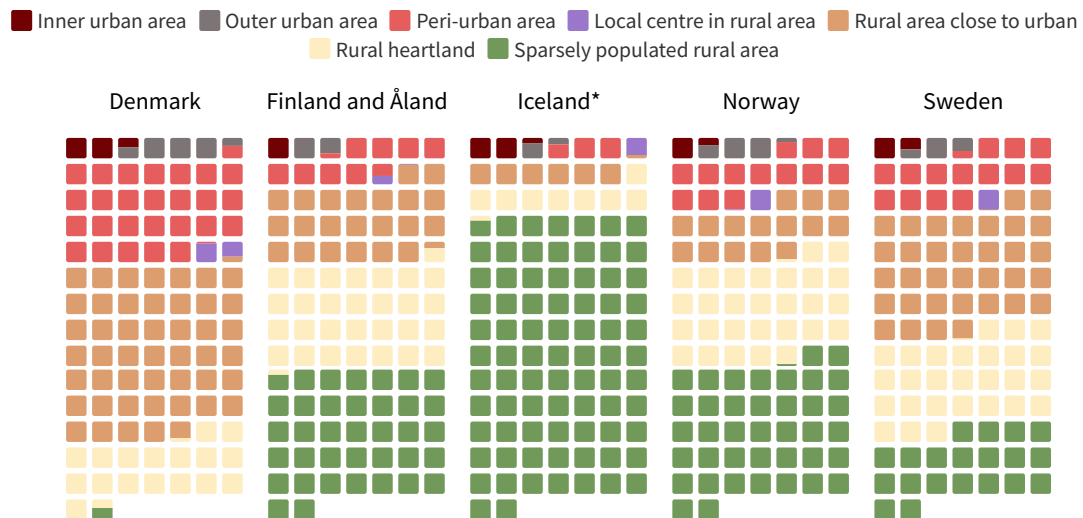 Inner urban area Outer urban area Peri-urban area Local centre in rural area Rural area close to urban
Rural heartland Sparsely populated rural area
Denmark Finland and Åland Iceland* Norway Sweden